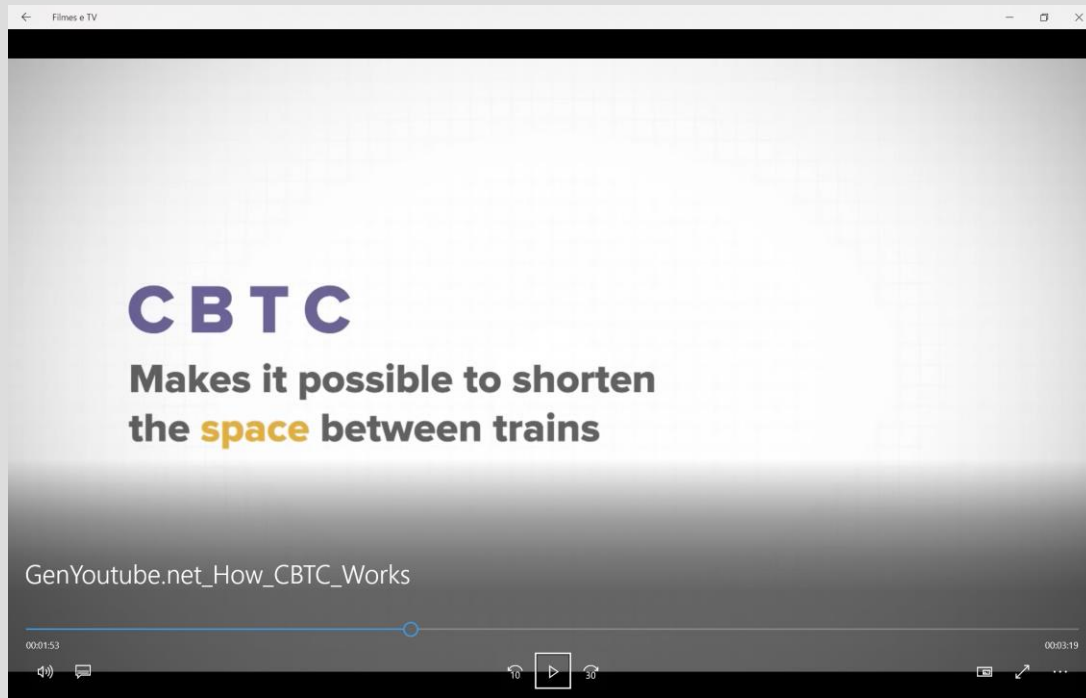 Filmes e TV
CBTC
Makes it possible to shorten
the space between trains
GenYoutube.net_How_CBTC_Works
00:01:53
00:03:19
10
30